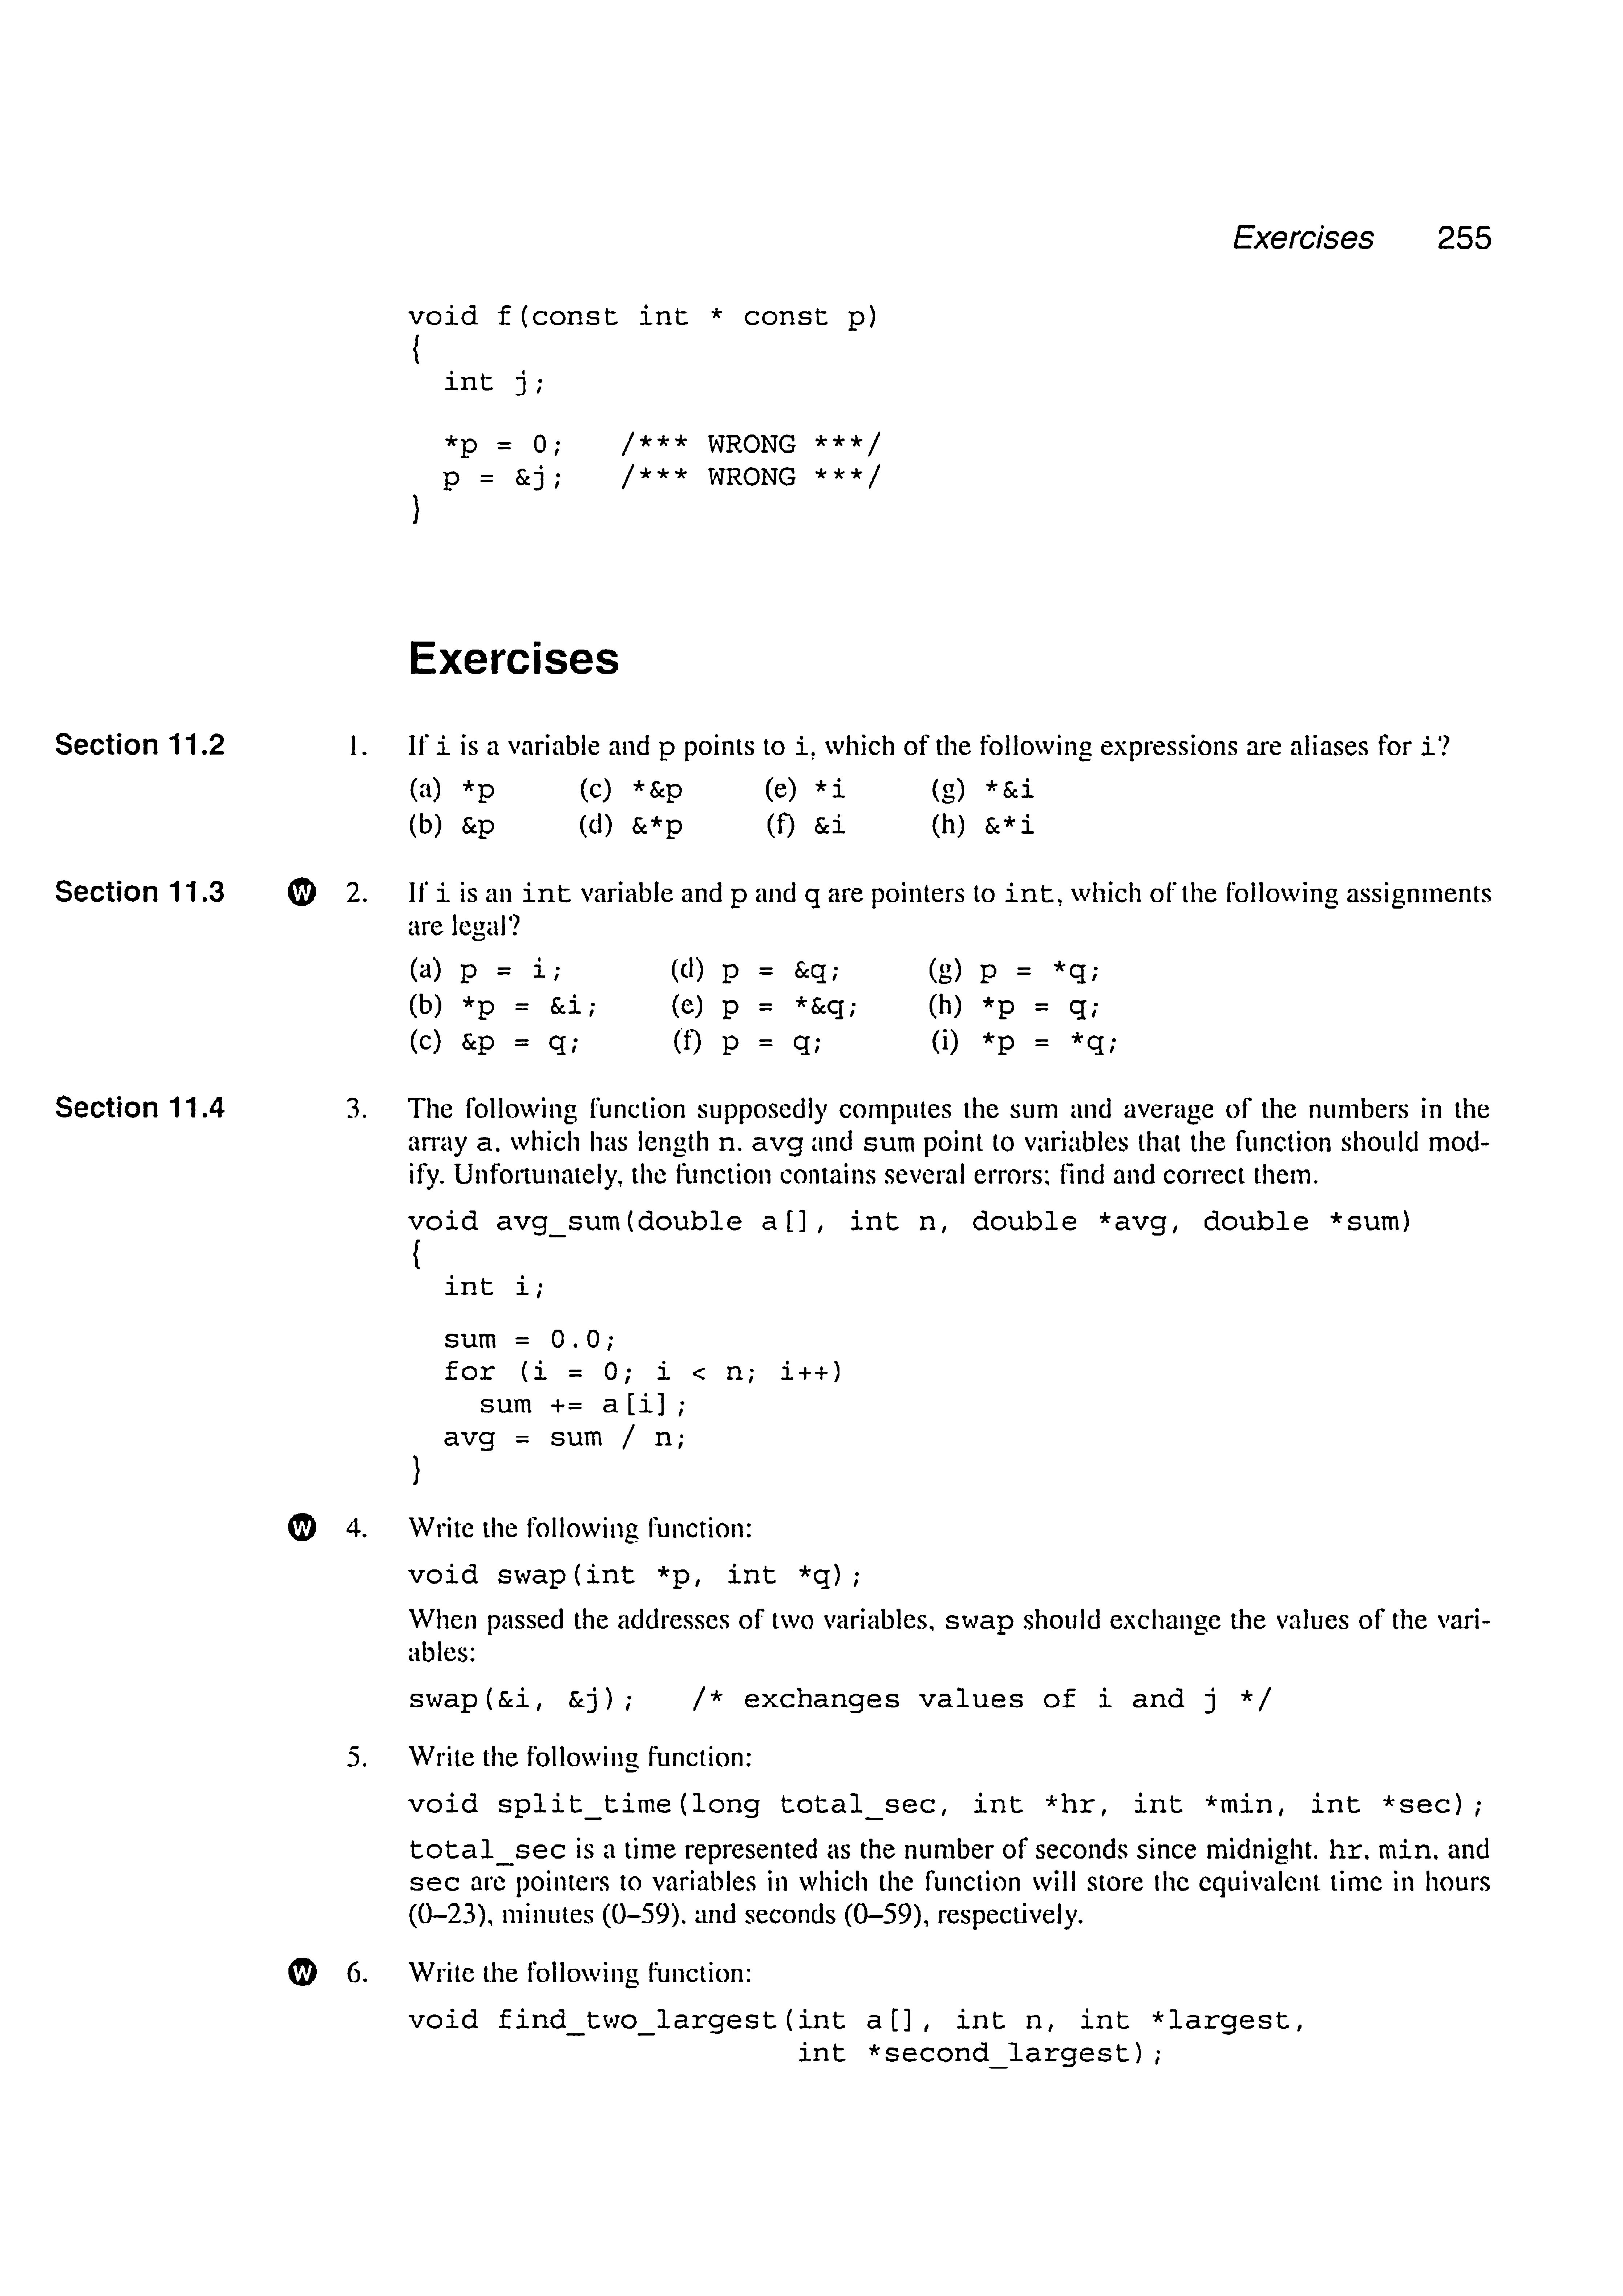 Exercises 255
void f(const int * const p)
{
int j;
*p = 0; /*** WRONG ***/
p = &j; /*** WRONG ***/
}
Exercises
Section 11.2 1. If i is a variable and p points to i, which of the following expressions are aliases for i?
(a) *p (c) *&p (e) *i (g) *&i
(b) &p (d) &*p (f) &i (h) &*i
Section 11.3 W 2. If i is an int variable and p and q are pointers to int, which of the following assignments
are legal?
(a) p = i; (d) p = &q; (g) p = *q;
(b) *p = &i; (e) p = *&q; (h) *p = q;
(c) &p = q; (f) p = q; (i) *p = *q;
Section 11.4 3. The following function supposedly computes the sum and average of the numbers in the
array a, which has length n. avg and sum point to variables that the function should mod-
ify. Unfortunately, the function contains several errors; find and correct them.
void avg_sum(double a[], int n, double *avg, double *sum)
{
int i;
sum = 0.0;
for (i = 0; i < n; i++)
sum += a[i];
avg = sum / n;
}
W 4. Write the following function:
void swap(int *p, int *q);
When passed the addresses of two variables, swap should exchange the values of the vari-
ables:
swap(&i, &j); /* exchanges values of i and j */
5. Write the following function:
void split_time(long total_sec, int *hr, int *min, int *sec);
total_sec is a time represented as the number of seconds since midnight. hr, min, and
sec are pointers to variables in which the function will store the equivalent time in hours
(0–23), minutes (0–59), and seconds (0–59), respectively.
W 6. Write the following function:
void find_two_largest(int a[], int n, int *largest,
int *second_largest);